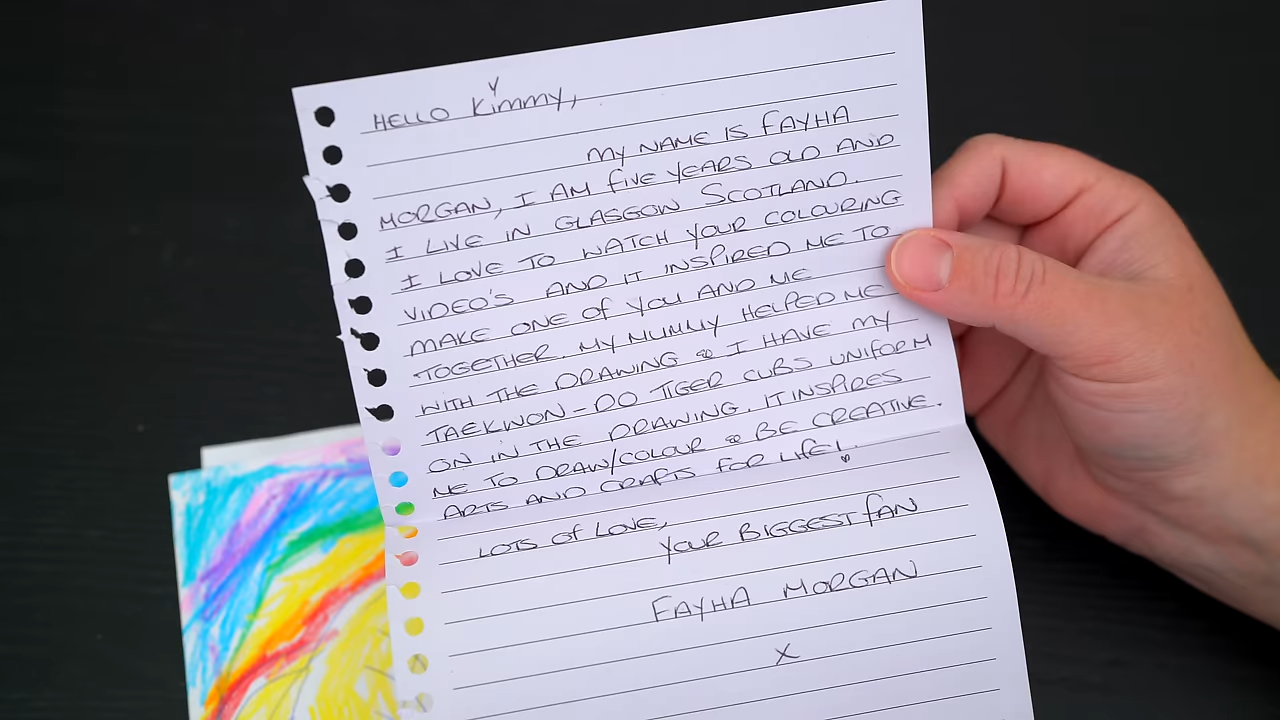 HELLO Kimmy,
MY NAME IS FAYHA
MORGAN, I AM fiVE YEARS OLD AND
I LIVE IN GLASGOW SCOTLAND.
I LOVE TO WATCH YOUR COLOURING
VIDEO'S AND IT INSPIRED ME TO
MAKE ONE OF YOU AND ME
TOGETHER. MY MUMMY HELPED ME
WITH THE DRAWING & I HAVE MY
TAEKWON-DO TIGER CUBS UNIFORM
ON IN THE DRAWING. IT INSPIRES
ME TO DRAW/COLOUR & BE CREATIVE.
ARTS AND CRAFTS FOR LIFE!
LOTS OF LOVE,
YOUR BIGGEST FAN
FAYHA MORGAN
X